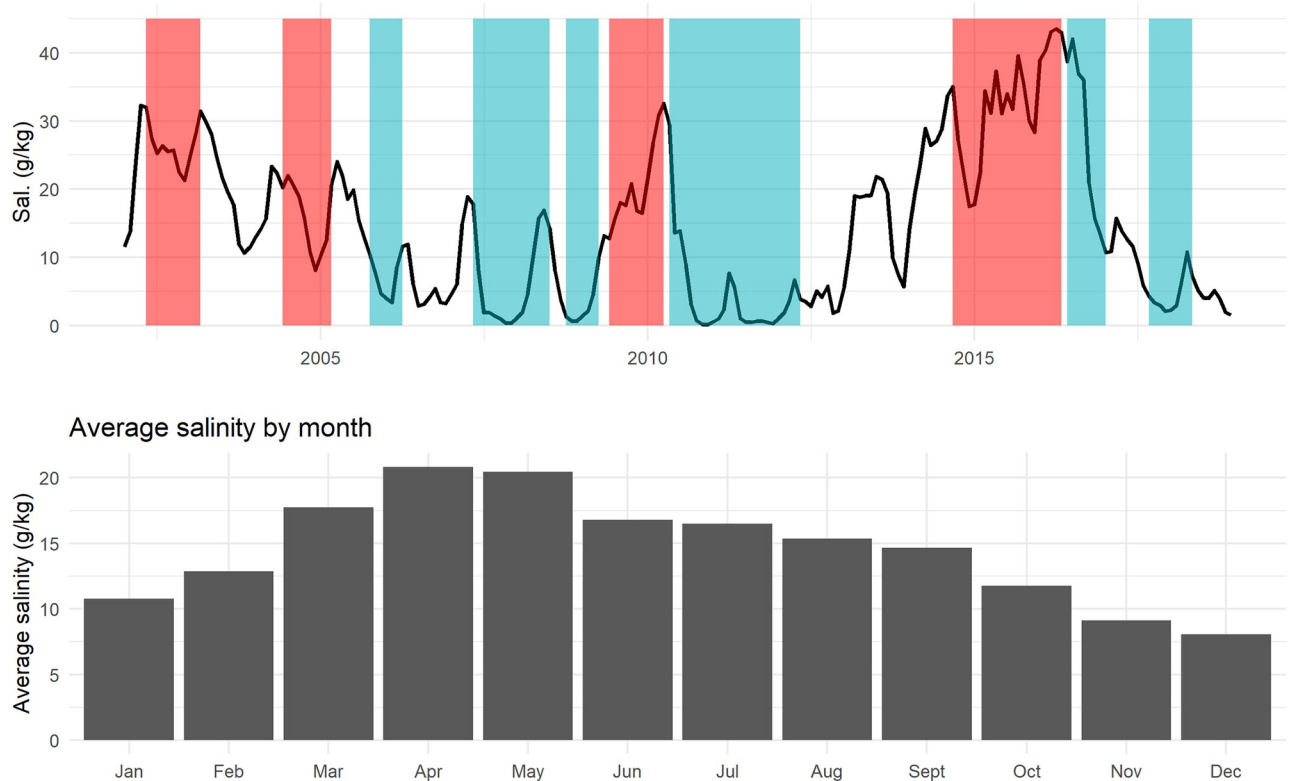 Sal. (g/kg)
40
30
20
10
0
2005 2010 2015
Average salinity by month
Average salinity (g/kg)
20
15
10
5
0
Jan Feb Mar Apr May Jun Jul Aug Sept Oct Nov Dec